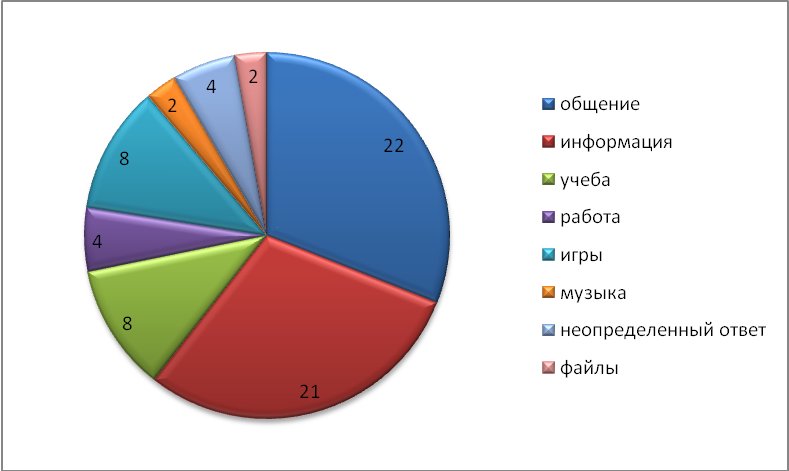 22
21
8
4
8
2
4
2
общение
информация
учеба
работа
игры
музыка
неопределенный ответ
файлы